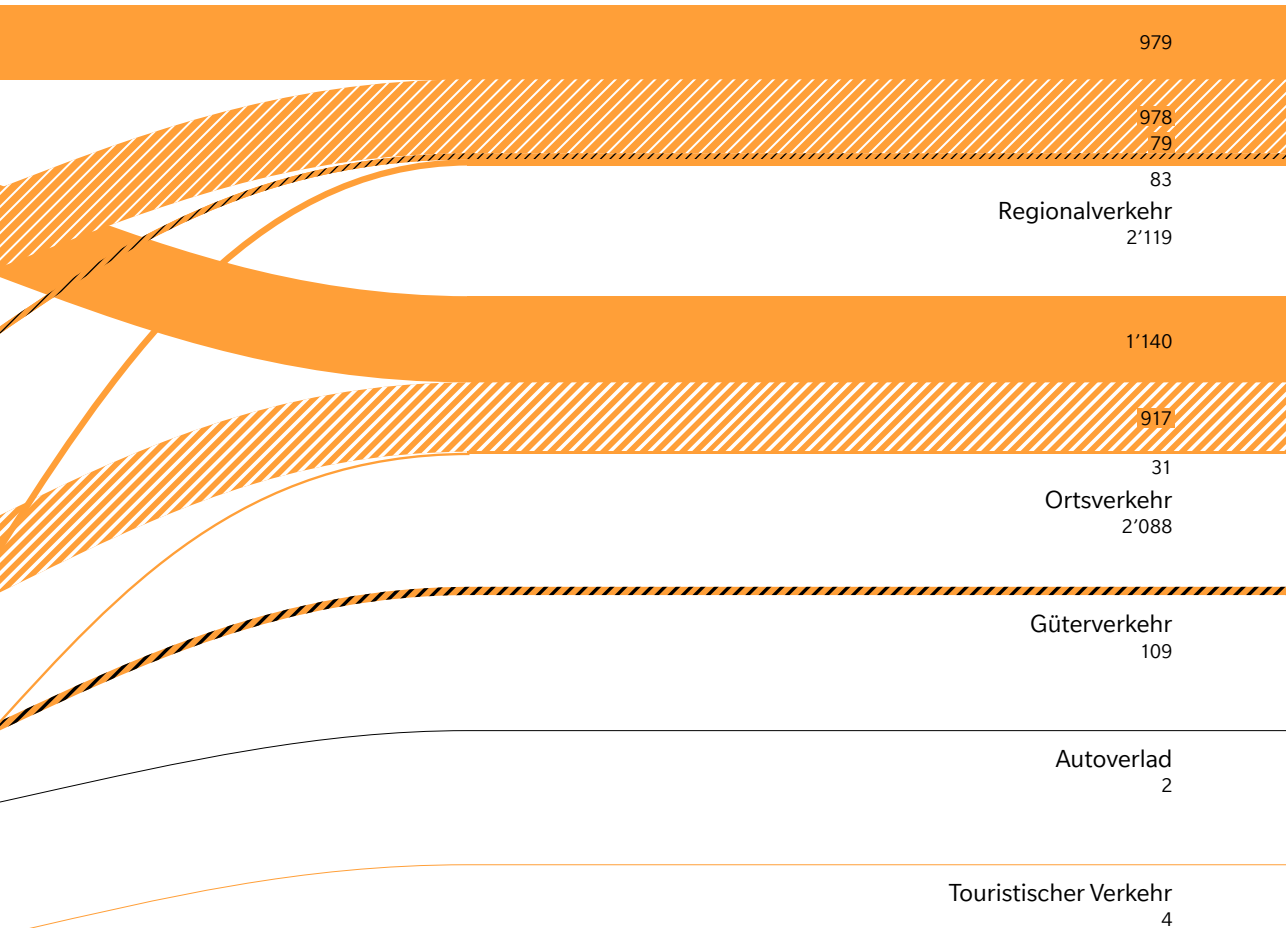 979
978
79
83
Regionalverkehr
2’119
1’140
917
31
Ortsverkehr
2’088
Güterverkehr
109
Autoverlad
2
Touristischer Verkehr
4